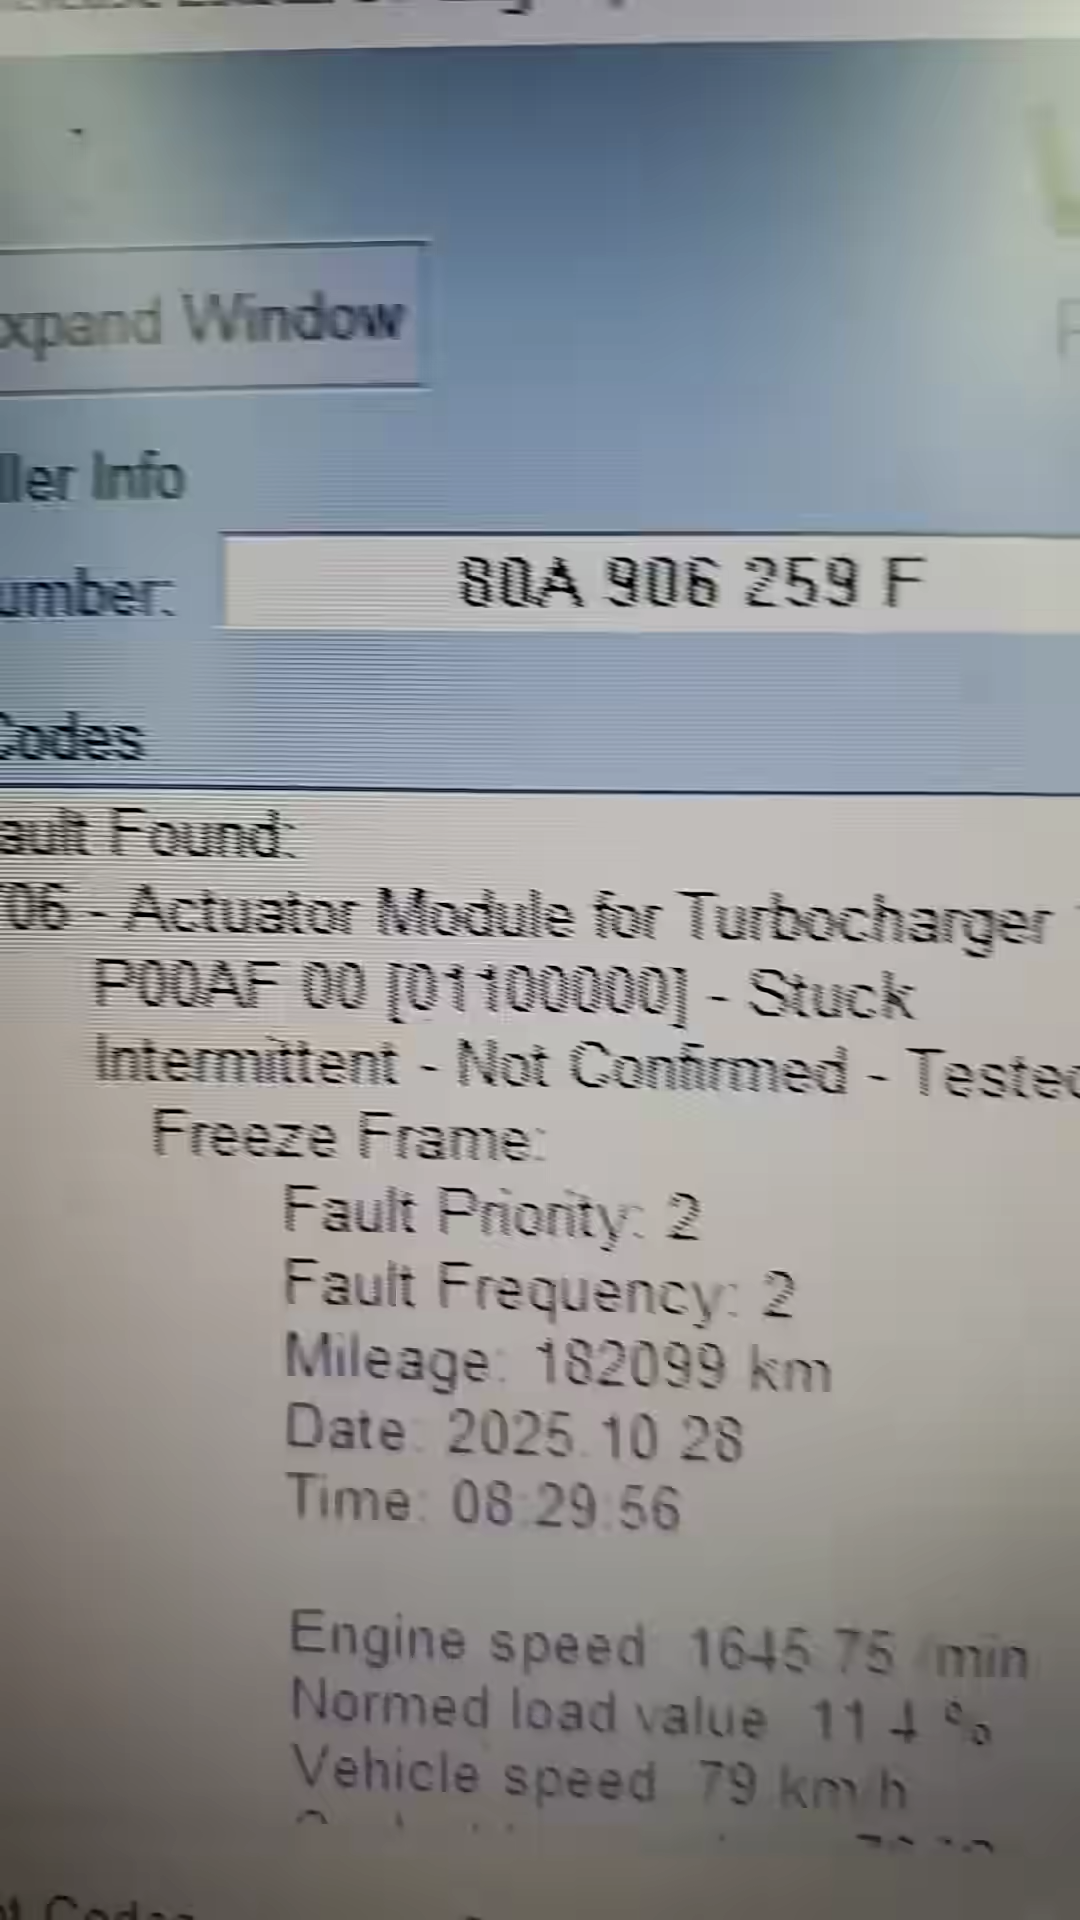 xpand Window
ller Info
umber: 80A 906 259 F
Codes
ault Found:
06 - Actuator Module for Turbocharger
P00AF 00 [01100000] - Stuck
Intermittent - Not Confirmed - Tested
Freeze Frame:
Fault Priority: 2
Fault Frequency: 2
Mileage: 182099 km
Date: 2025.10.28
Time: 08:29:56
Engine speed: 1645.75 /min
Normed load value: 11.4 %
Vehicle speed: 79 km/h